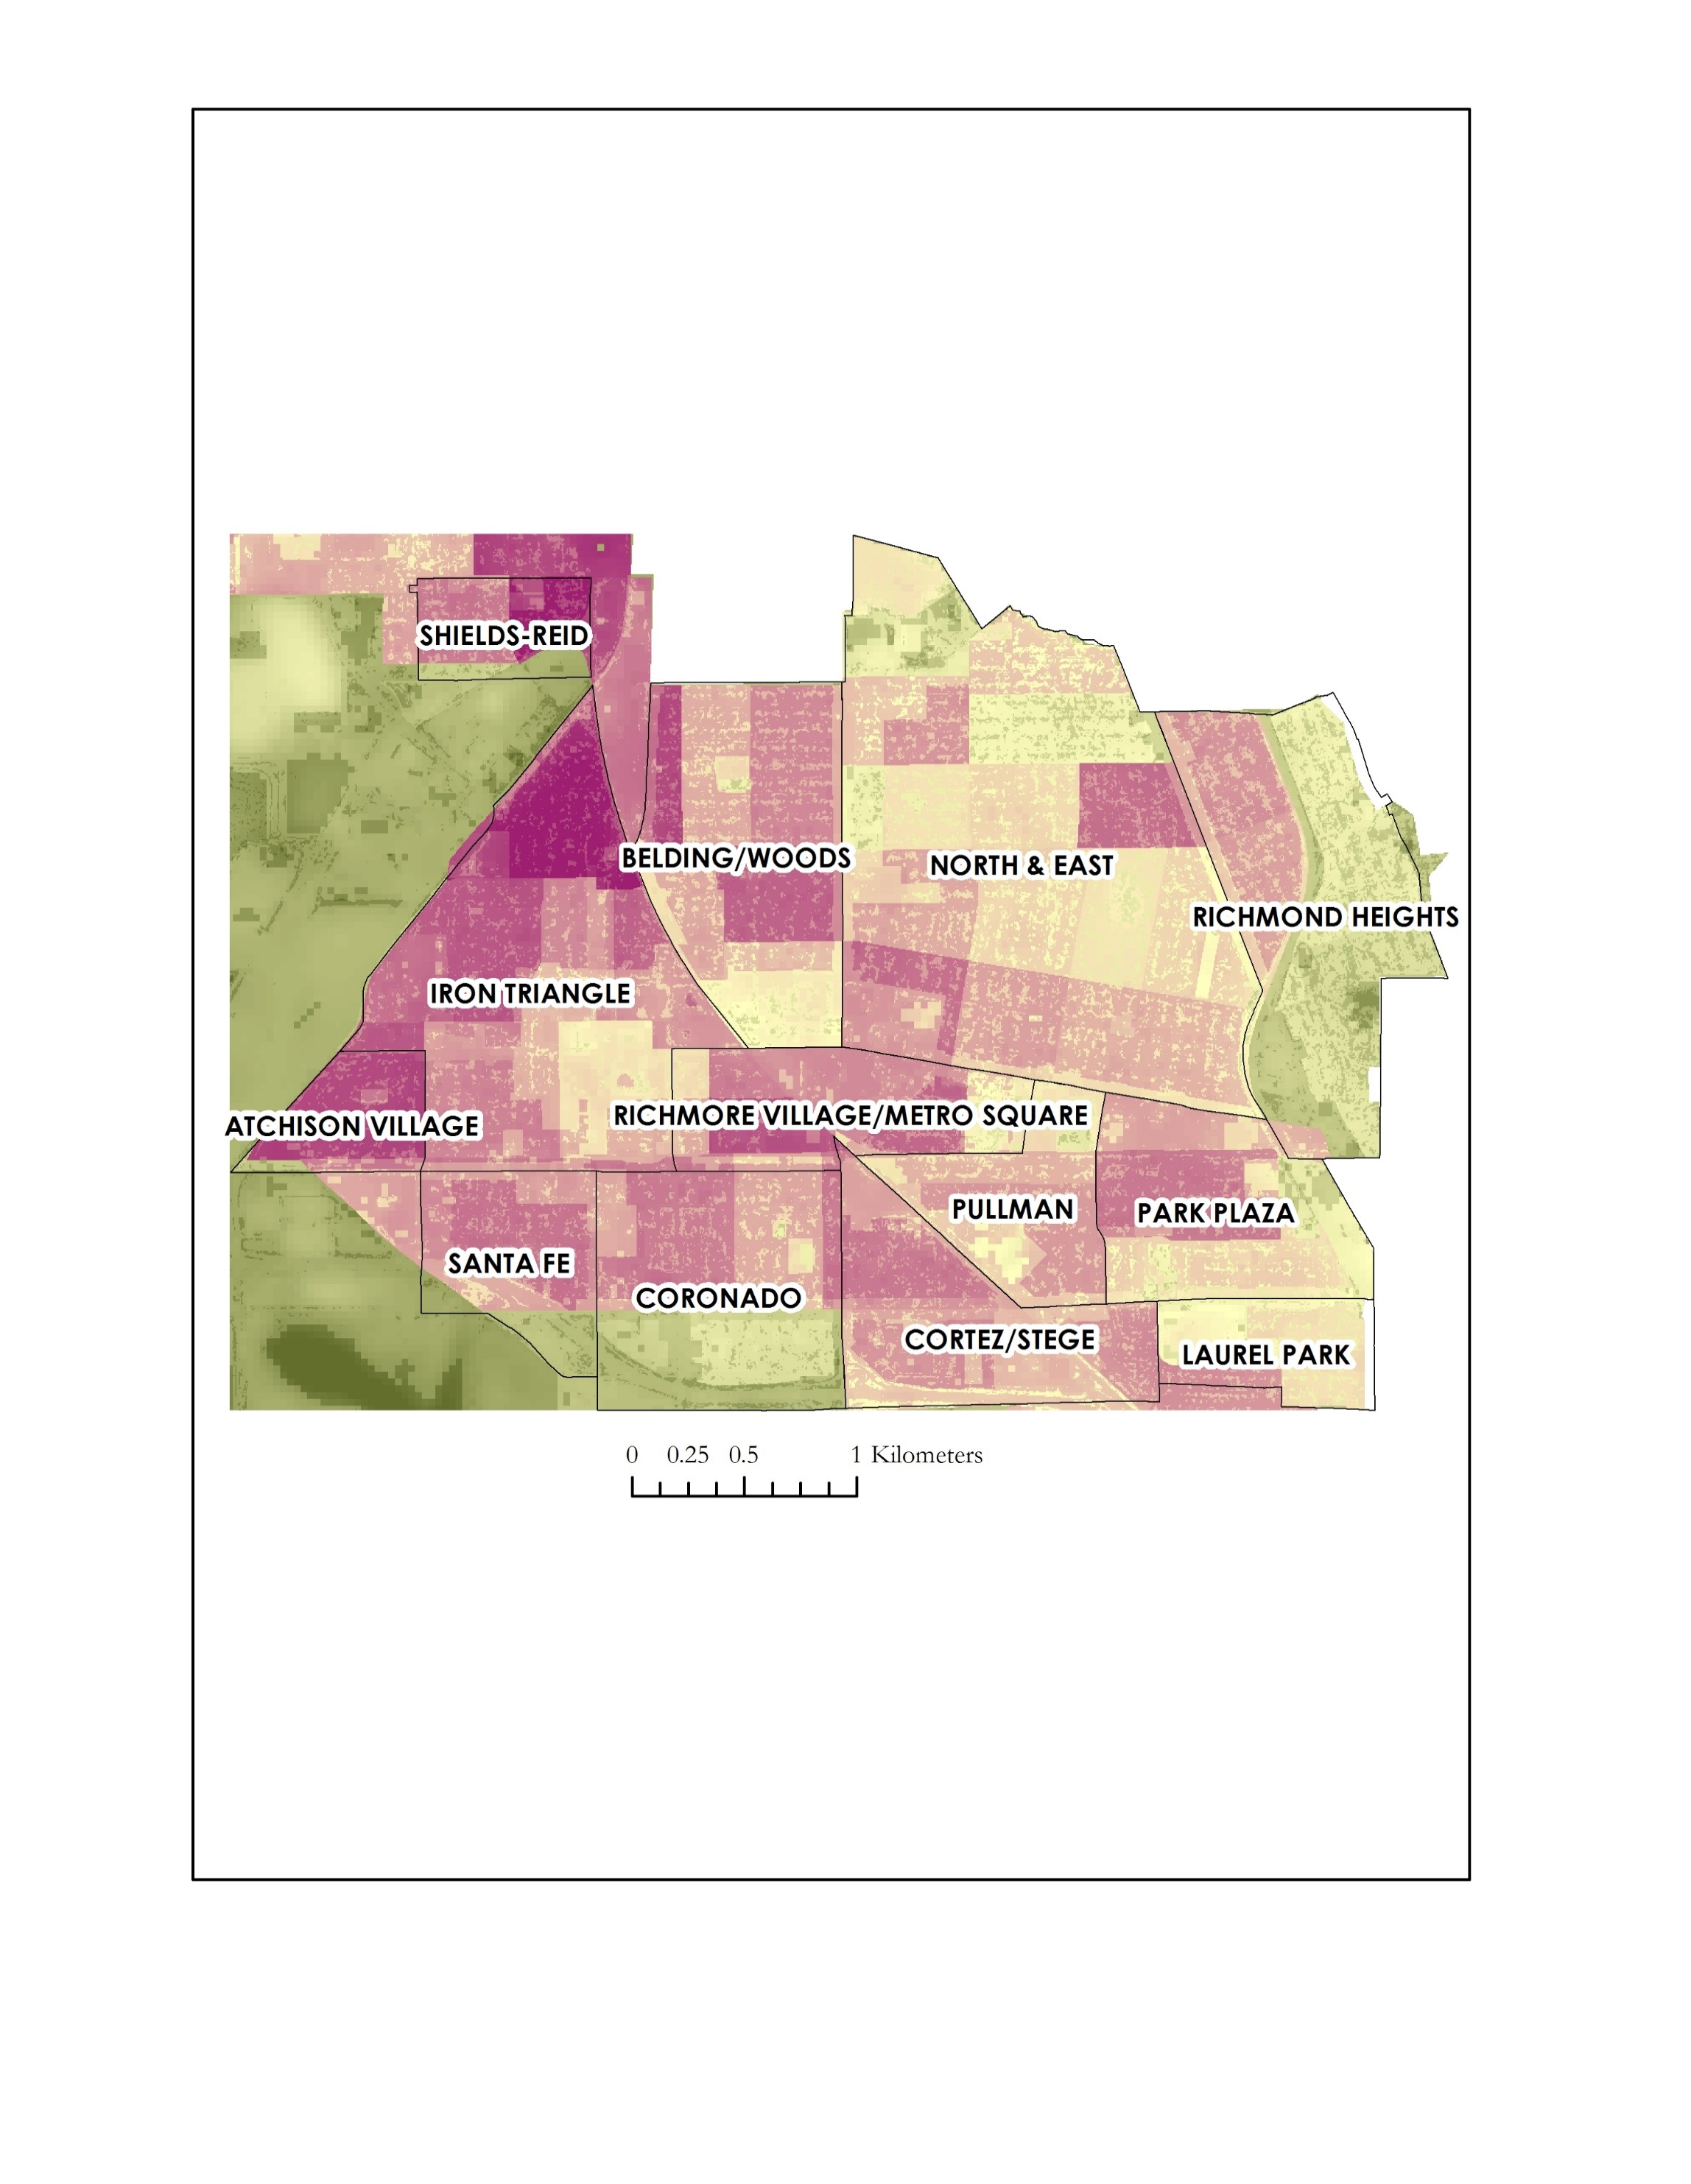 SHIELDS-REID
BELDING/WOODS
NORTH & EAST
RICHMOND HEIGHTS
IRON TRIANGLE
RICHMORE VILLAGE/METRO SQUARE
ATCHISON VILLAGE
PULLMAN
PARK PLAZA
SANTA FE
CORONADO
CORTEZ/STEGE
LAUREL PARK
0 0.25 0.5 1 Kilometers